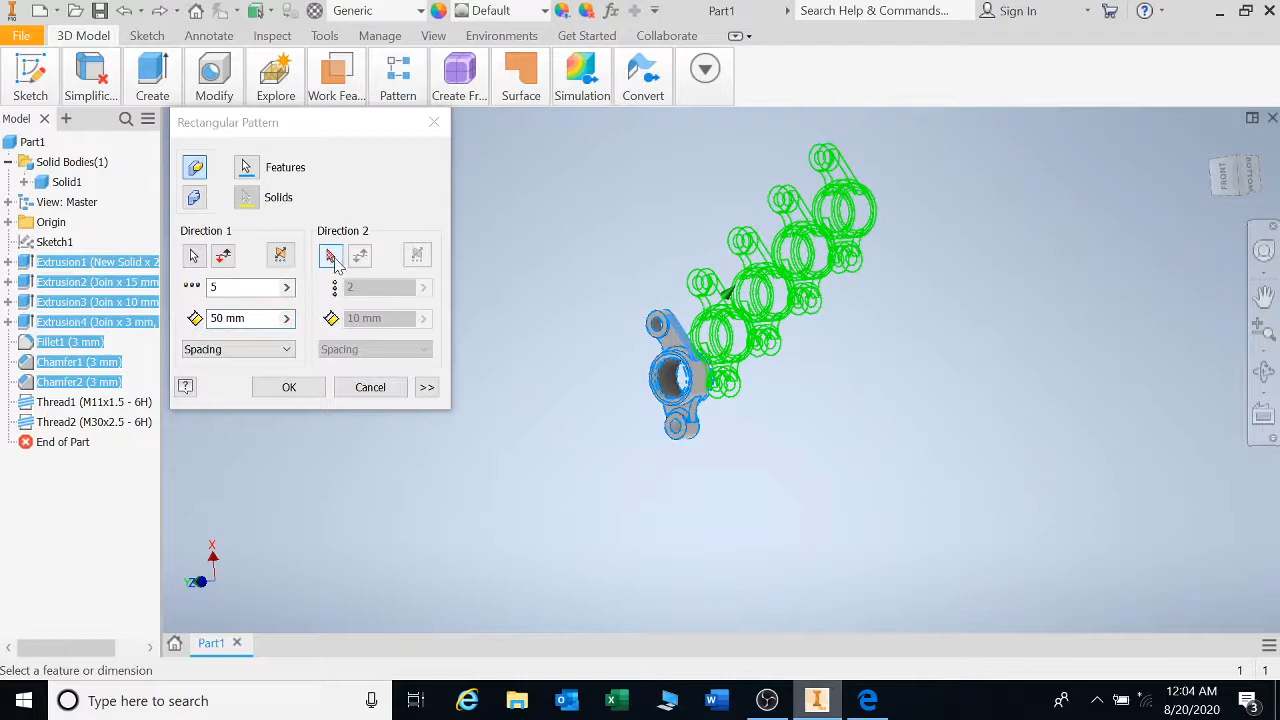 PRO
Generic
Default
fx
Part1
Search Help & Commands...
Sign In
File
3D Model
Sketch
Annotate
Inspect
Tools
Manage
View
Environments
Get Started
Collaborate
Sketch
Simplific...
Create
Modify
Explore
Work Fea...
Pattern
Create Fr...
Surface
Simulation
Convert
Model
Part1
Solid Bodies(1)
Solid1
View: Master
Origin
Sketch1
Extrusion1 (New Solid x 2
Extrusion2 (Join x 15 mm
Extrusion3 (Join x 10 mm
Extrusion4 (Join x 3 mm,
Fillet1 (3 mm)
Chamfer1 (3 mm)
Chamfer2 (3 mm)
Thread1 (M11x1.5 - 6H)
Thread2 (M30x2.5 - 6H)
End of Part
Rectangular Pattern
Features
Solids
Direction 1
Direction 2
5
2
50 mm
10 mm
Spacing
Spacing
OK
Cancel
>>
FRONT
BOTTOM
X
Y
Z
Part1
Select a feature or dimension
1
1
Type here to search
12:04 AM
8/20/2020
3